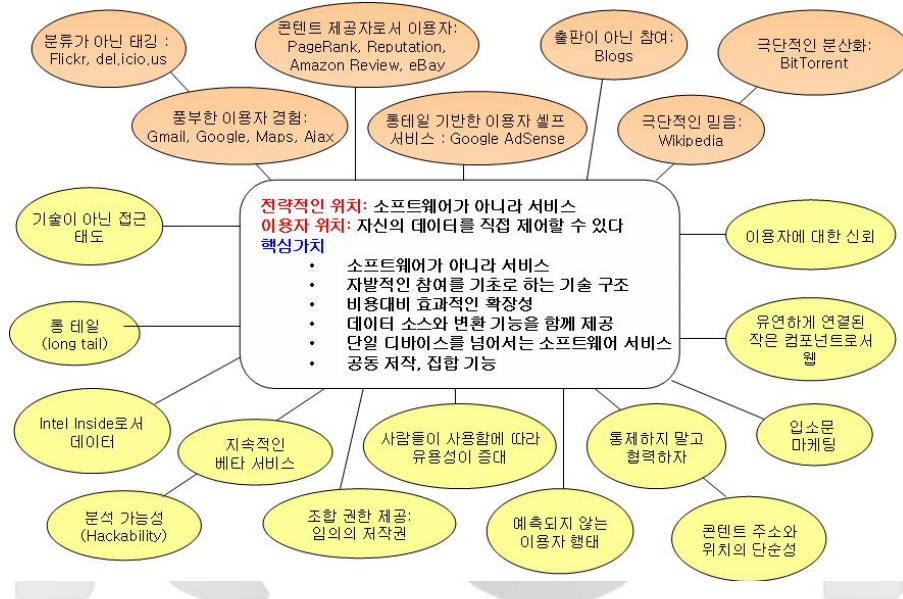 분류가 아닌 태깅 :
Flickr, del,icio,us
콘텐트 제공자로서 이용자:
PageRank, Reputation,
Amazon Review, eBay
출판이 아닌 참여:
Blogs
극단적인 분산화:
BitTorrent
풍부한 이용자 경험:
Gmail, Google, Maps, Aiax
롱테일 기반한 이용자 셀프
서비스 : Google AdSense
극단적인 믿음:
Wikipedia
전략적인 위치: 소프트웨어가 아니라 서비스
이용자 위치: 자신의 데이터를 직접 제어할 수 있다
핵심가치
• 소프트웨어가 아니라 서비스
• 자발적인 참여를 기초로 하는 기술 구조
• 비용대비 효과적인 확장성
• 데이터 소스와 변환 기능을 함께 제공
• 단일 디바이스를 넘어서는 소프트웨어 서비스
• 공동 저작, 집합 기능
기술이 아닌 접근
태도
이용자에 대한 신뢰
롱 테일
(long tail)
유연하게 연결된
작은 컴포넌트로서
웹
Intel Inside로서
데이터
지속적인
베타 서비스
사람들이 사용함에 따라
유용성이 증대
통제하지 말고
협력하자
입소문
마케팅
분석 가능성
(Hackability)
조합 권한 제공:
임의의 저작권
예측되지 않는
이용자 행태
콘텐트 주소와
위치의 단순성